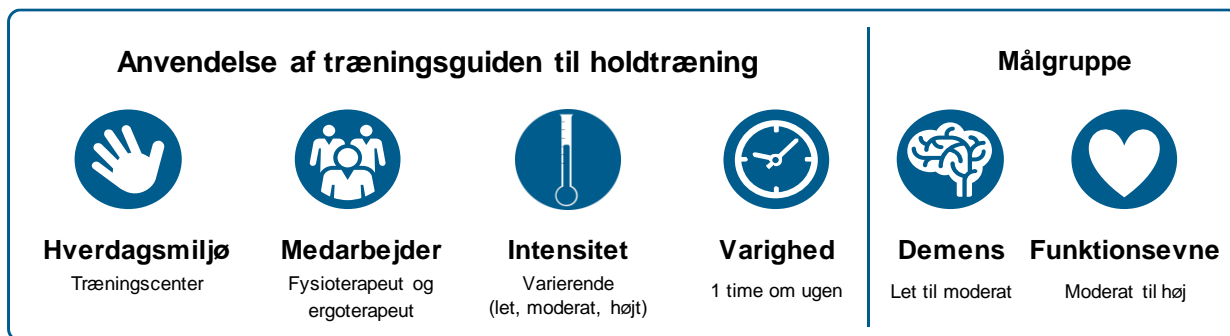 Anvendelse af træningsguiden til holdtræning
Målgruppe
Hverdagsmiljø
Træningscenter
Medarbejder
Fysioterapeut og
ergoterapeut
Intensitet
Varierende
(let, moderat, højt)
Varighed
1 time om ugen
Demens
Let til moderat
Funktionsevne
Moderat til høj